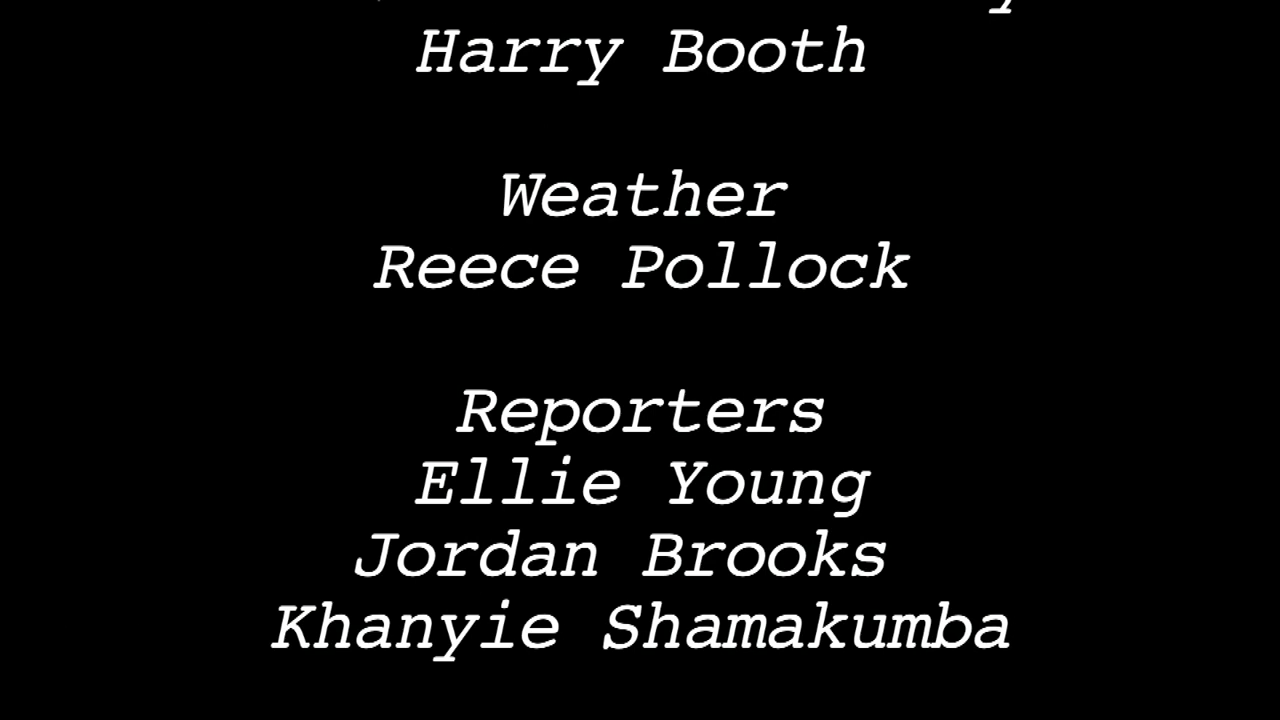 Harry Booth
Weather
Reece Pollock
Reporters
Ellie Young
Jordan Brooks
Khanyie Shamakumba